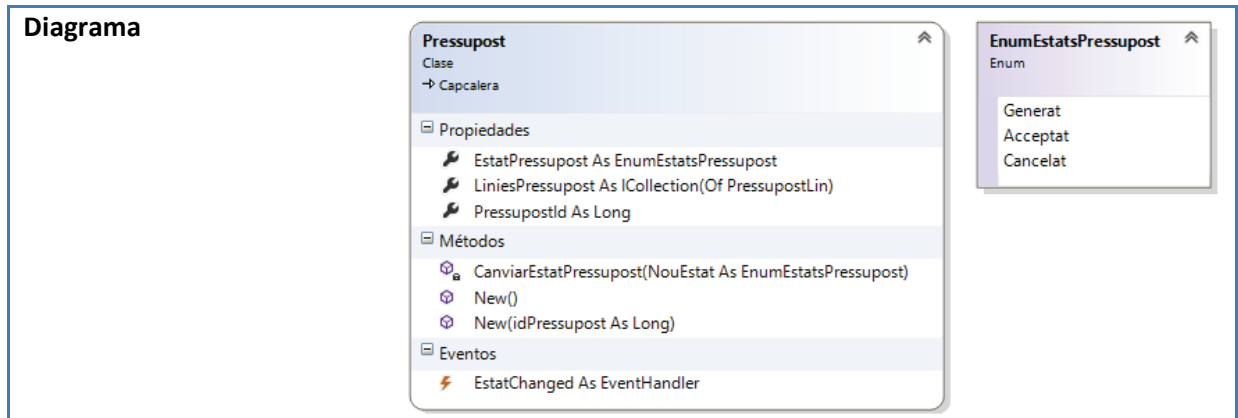 Diagrama
Pressupost
Clase
Capcalera
Propiedades
EstatPressupost As EnumEstatsPressupost
LiniesPressupost As ICollection(Of PressupostLin)
PressupostId As Long
Métodos
CanviarEstatPressupost(NouEstat As EnumEstatsPressupost)
New()
New(idPressupost As Long)
Eventos
EstatChanged As EventHandler
EnumEstatsPressupost
Enum
Generat
Acceptat
Cancelat